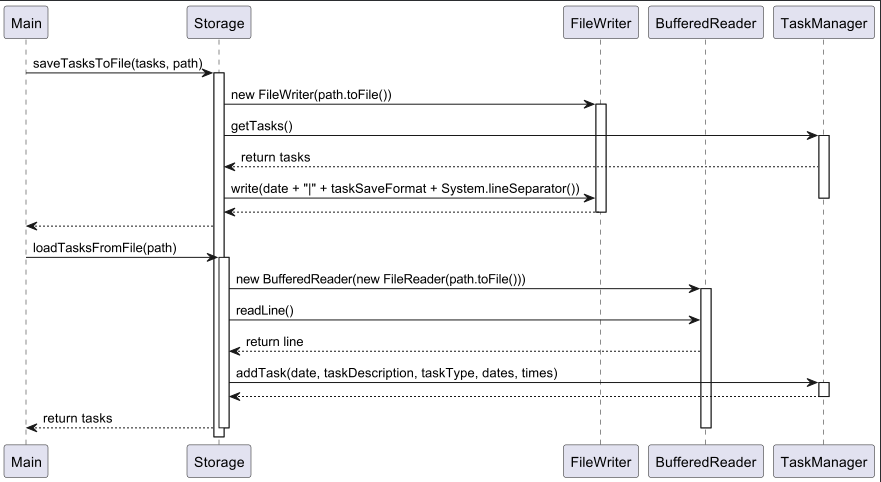 Main
Storage
FileWriter
BufferedReader
TaskManager
saveTasksToFile(tasks, path)
new FileWriter(path.toFile())
getTasks()
return tasks
write(date + "|" + taskSaveFormat + System.lineSeparator())
loadTasksFromFile(path)
new BufferedReader(new FileReader(path.toFile()))
readLine()
return line
addTask(date, taskDescription, taskType, dates, times)
return tasks
Main
Storage
FileWriter
BufferedReader
TaskManager